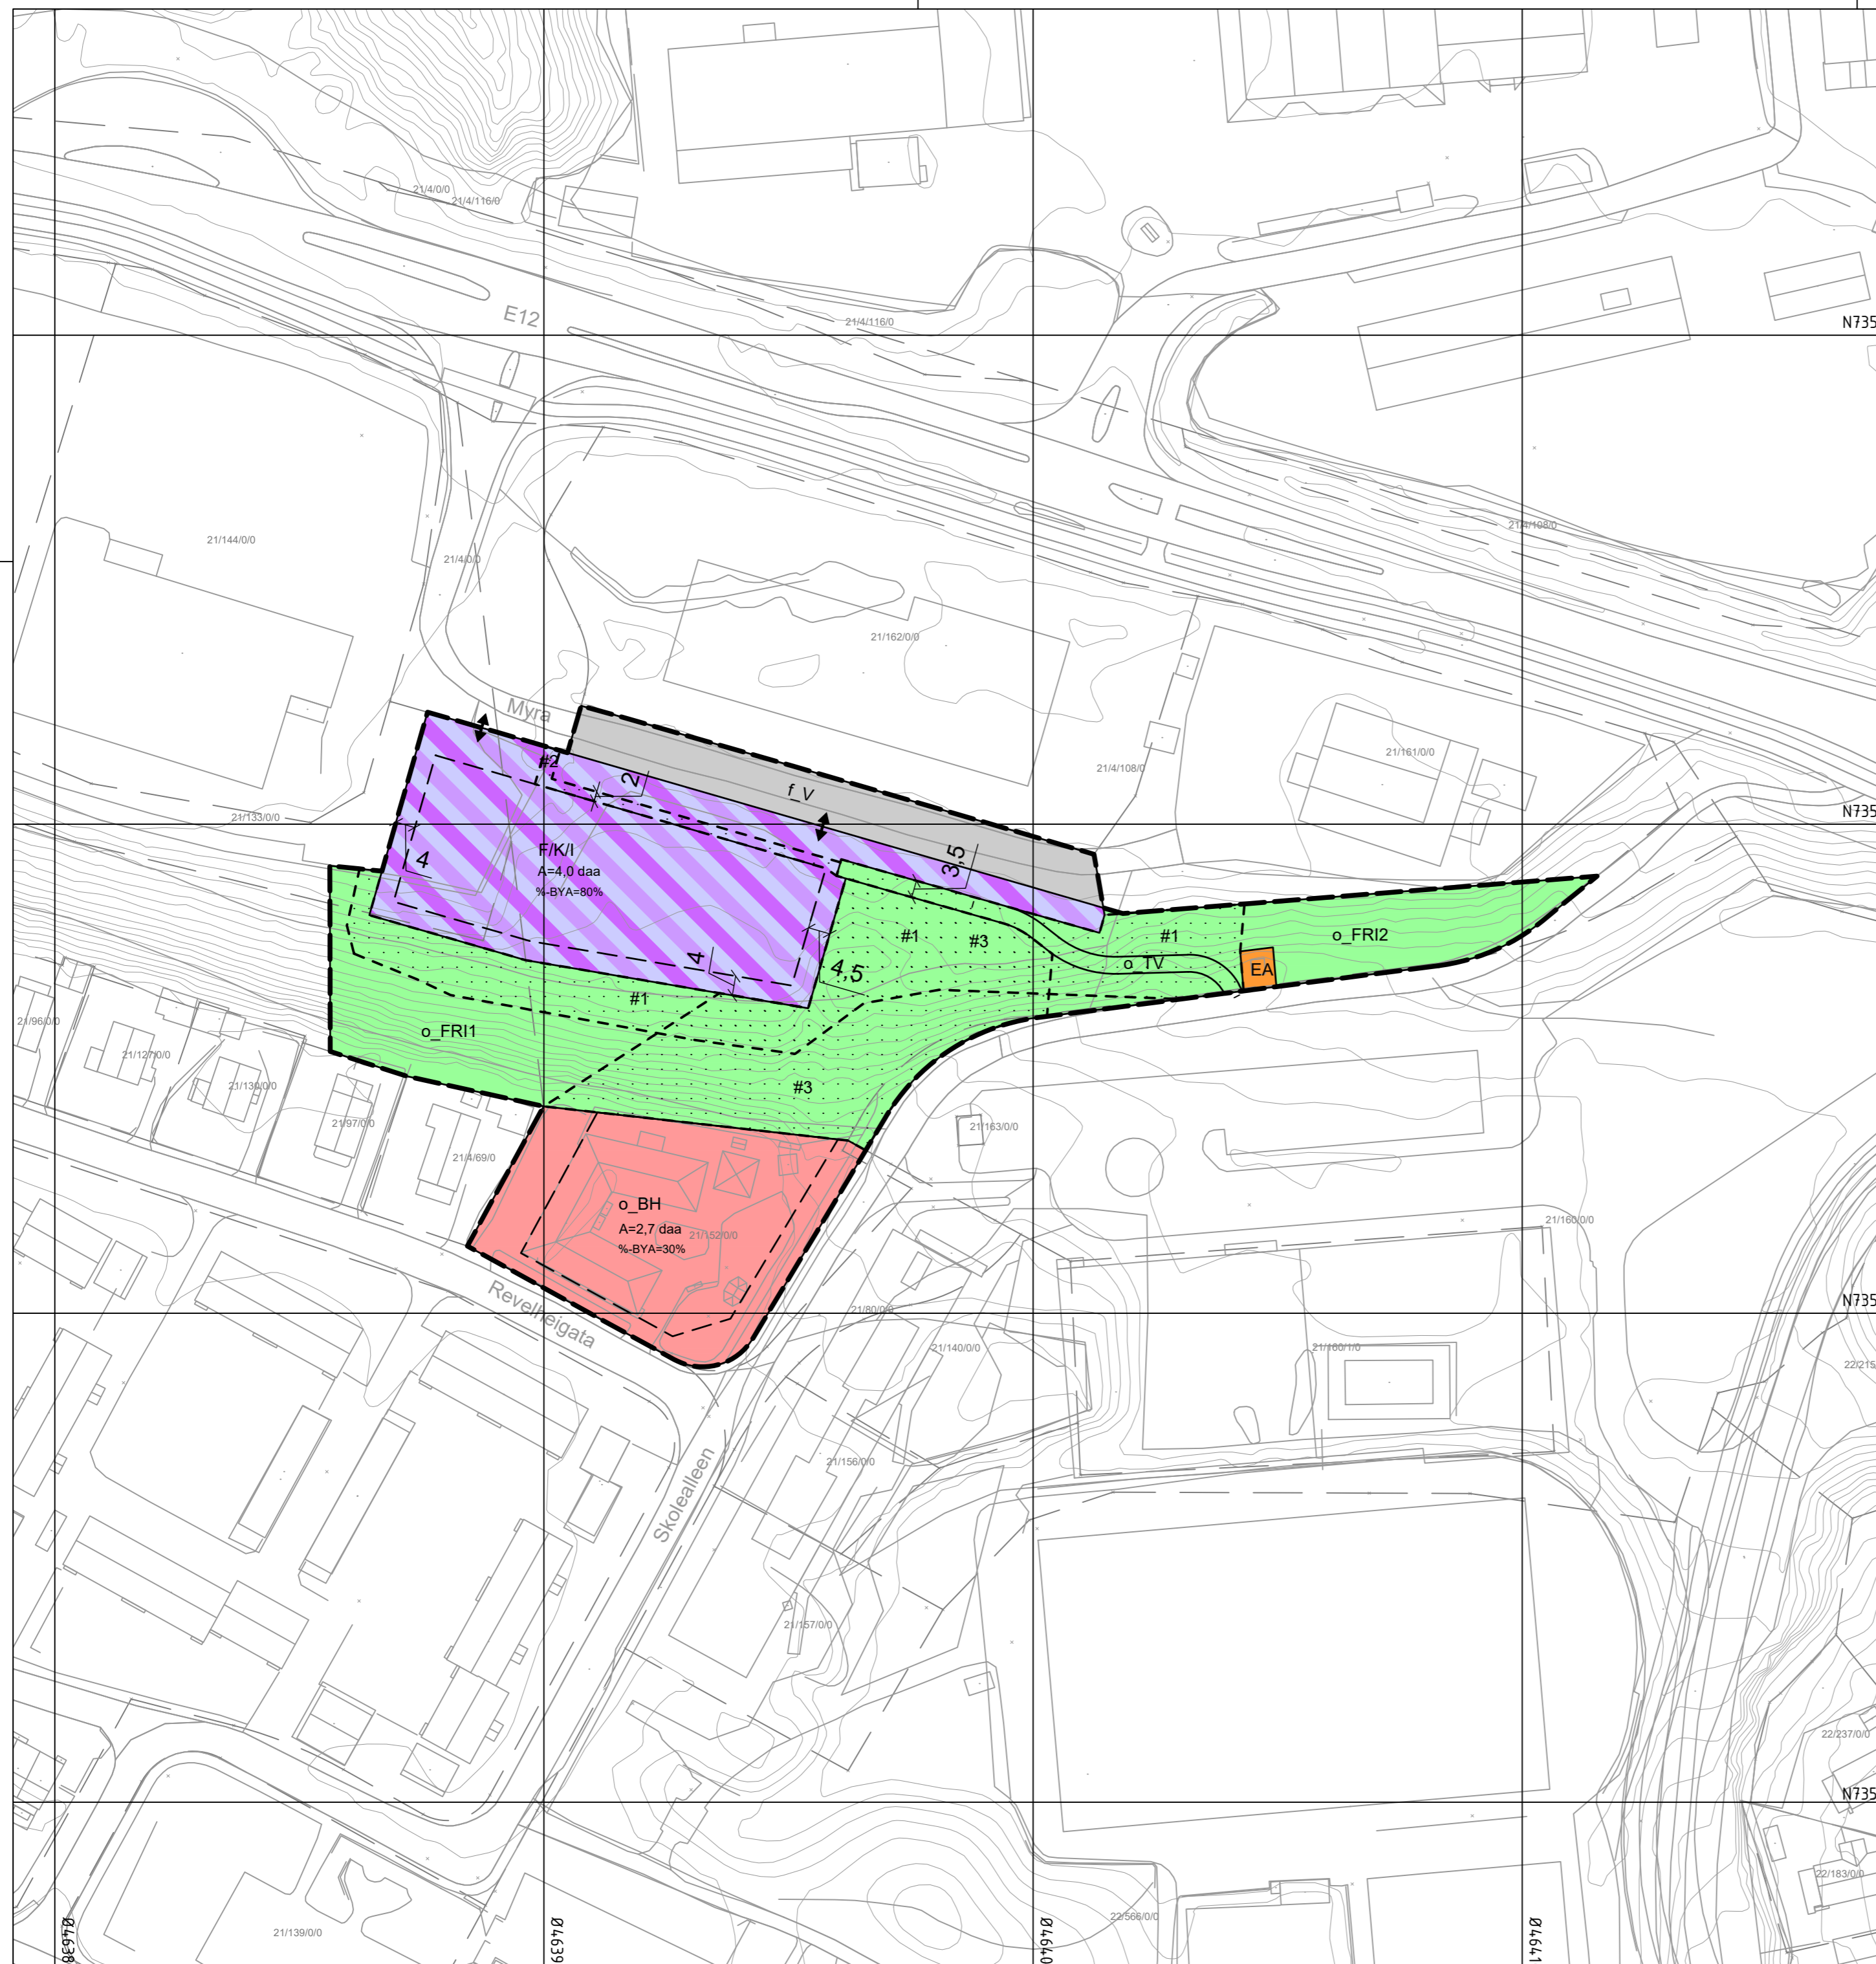 21/4/0/0
21/4/116/0
E12
21/4/116/0
N735
21/144/0/0
21/4/0/0
21/4/108/0
21/162/0/0
Myra
21/161/0/0
21/4/108/0
#2
2
f_V
21/133/0/0
N735
F/K/I
A=4,0 daa
%-BYA=80%
4
3,5
#1
#3
#1
o_FRI2
4
4,5
o_TV
EA
#1
o_FRI1
21/96/0/0
21/127/0/0
21/130/0/0
#3
21/97/0/0
21/163/0/0
21/4/69/0
o_BH
A=2,7 daa
21/152/0/0
%-BYA=30%
21/160/0/0
Revelheigata
21/80/0/0
N735
21/140/0/0
21/160/1/0
22/215
21/156/0/0
Skolealleen
21/157/0/0
22/237/0/0
N735
22/183/0/0
22/566/0/0
21/139/0/0
Ø4638
Ø4639
Ø4640
Ø4641